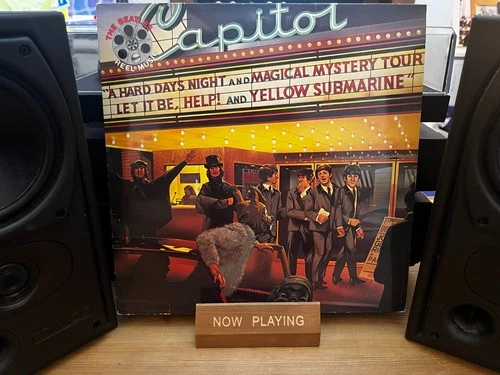 THE BEATLES
REEL MUSIC
Capitol
"A HARD DAYS NIGHT AND MAGICAL MYSTERY TOUR
LET IT BE, HELP! AND YELLOW SUBMARINE"
NOW PLAYING